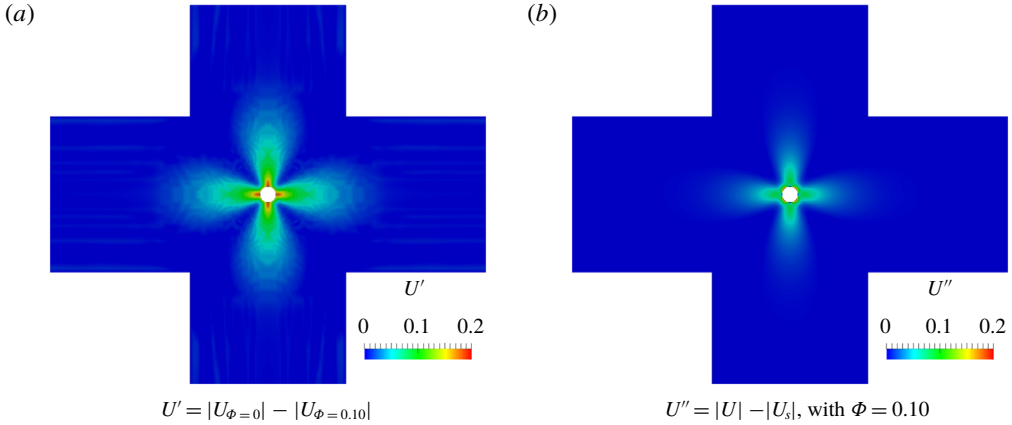 (a)
U′
0 0.1 0.2
U′ = |U_{Φ=0}| − |U_{Φ=0.10}|
(b)
U″
0 0.1 0.2
U″ = |U| − |U_s|, with Φ = 0.10